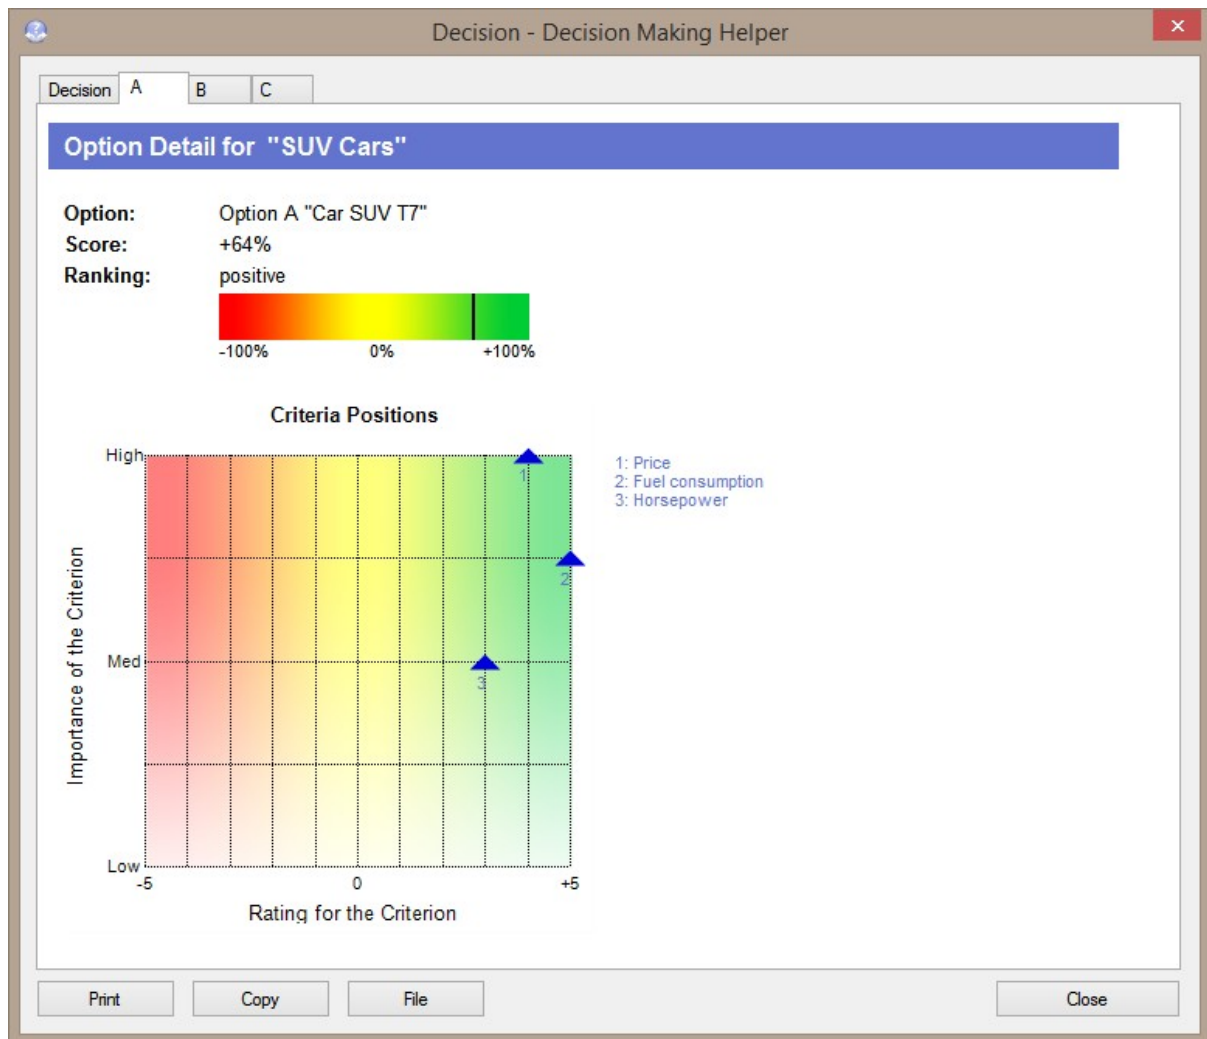 Decision - Decision Making Helper
Decision A B C
Option Detail for "SUV Cars"
Option: Option A "Car SUV T7"
Score: +64%
Ranking: positive
-100% 0% +100%
Criteria Positions
High
Med
Low
Importance of the Criterion
1
2
3
-5 0 +5
Rating for the Criterion
1: Price
2: Fuel consumption
3: Horsepower
Print Copy File Close